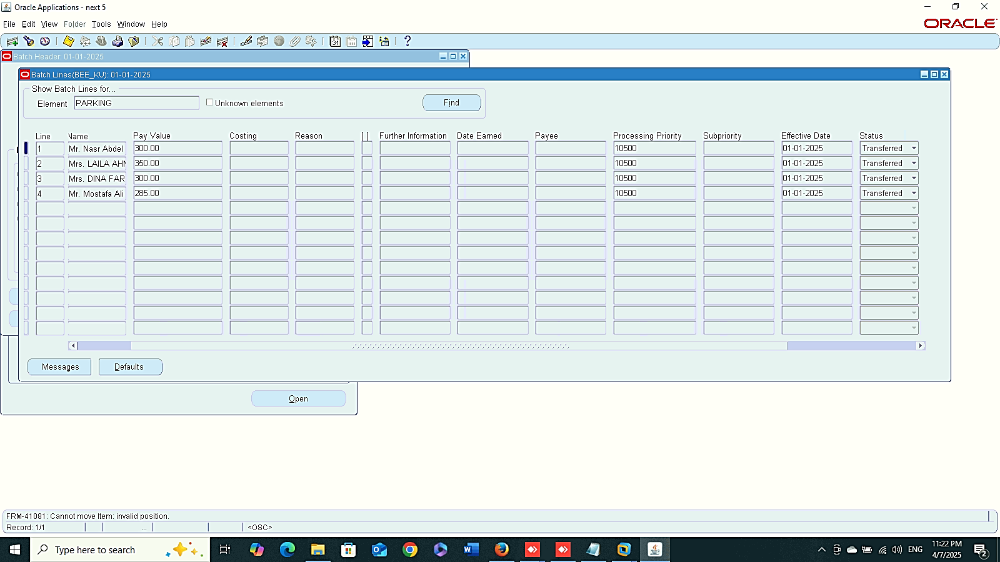 Oracle Applications - next 5
File Edit View Folder Tools Window Help
ORACLE
Batch Header: 01-01-2025
Batch Lines(BEE_KU): 01-01-2025
Show Batch Lines for...
Element PARKING Unknown elements Find
Line Name Pay Value Costing Reason [ ] Further Information Date Earned Payee Processing Priority Subpriority Effective Date Status
1 Mr. Nasr Abdel 300.00 10500 01-01-2025 Transferred
2 Mrs. LAILA AHM 350.00 10500 01-01-2025 Transferred
3 Mrs. DINA FAR 300.00 10500 01-01-2025 Transferred
4 Mr. Mostafa Ali 285.00 10500 01-01-2025 Transferred
Messages Defaults
Open
FRM-41081: Cannot move Item: invalid position.
Record: 1/1 ... <OSC>
Type here to search ENG 11:22 PM
4/7/2025 2